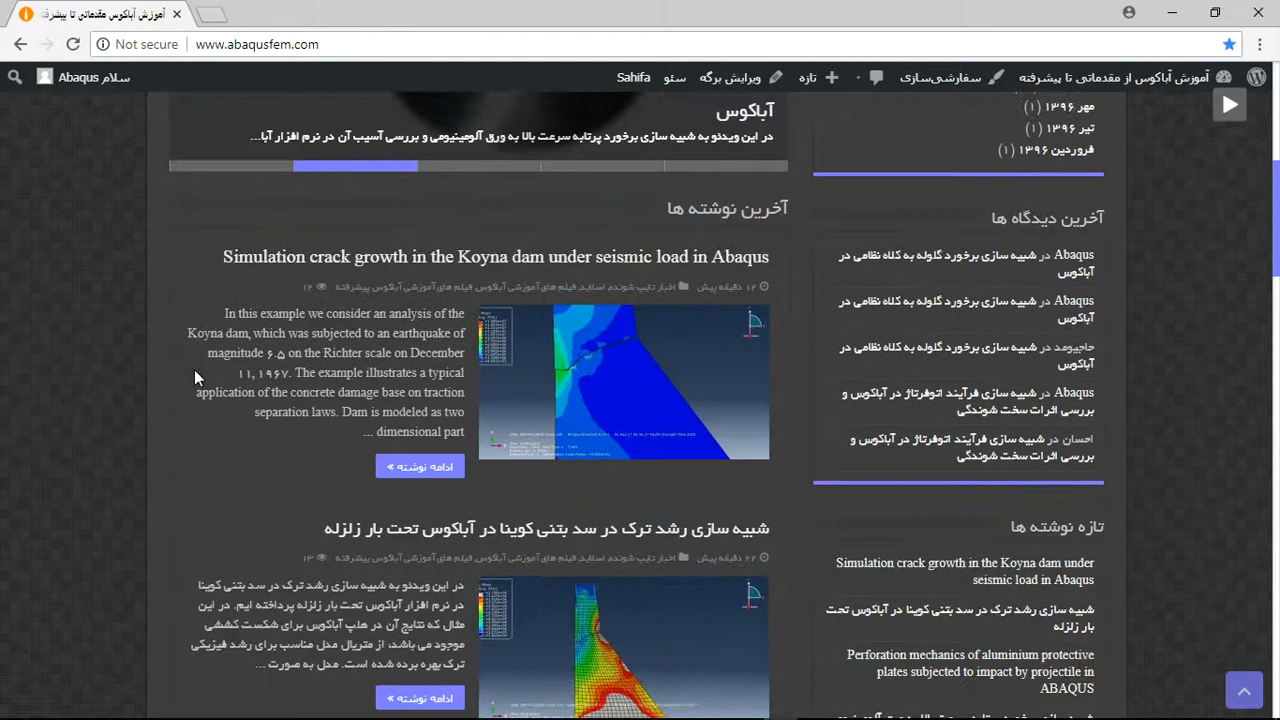 آموزش آباکوس مقدماتی تا پیشرفته
Not secure
www.abaqusfem.com
آموزش آباکوس از مقدماتی تا پیشرفته
سفارشی‌سازی
۰
تازه
ویرایش برگه
سئو
Sahifa
سلام Abaqus
آباکوس
در این ویدئو به شبیه سازی برخورد پرتابه سرعت بالا به ورق آلومینیومی و بررسی آسیب آن در نرم افزار آبا...
مهر ۱۳۹۶ (۱)
تیر ۱۳۹۶ (۱)
فروردین ۱۳۹۶ (۱)
آخرین دیدگاه ها
Abaqus در شبیه سازی برخورد گلوله به کلاه نظامی در
آباکوس
Abaqus در شبیه سازی برخورد گلوله به کلاه نظامی در
آباکوس
حاجیومد در شبیه سازی برخورد گلوله به کلاه نظامی در
آباکوس
Abaqus در شبیه سازی فرآیند اتوفرتاژ در آباکوس و
بررسی اثرات سخت شوندگی
احسان در شبیه سازی فرآیند اتوفرتاژ در آباکوس و
بررسی اثرات سخت شوندگی
تازه نوشته ها
Simulation crack growth in the Koyna dam under
seismic load in Abaqus
شبیه سازی رشد ترک در سد بتنی کوینا در آباکوس تحت
بار زلزله
Perforation mechanics of aluminium protective
plates subjected to impact by projectile in
ABAQUS
آخرین نوشته ها
Simulation crack growth in the Koyna dam under seismic load in Abaqus
۱۲ دقیقه پیش
اخبار تایپ شونده, اسلاید, فیلم های آموزشی آباکوس, فیلم های آموزشی آباکوس پیشرفته
۱۲
In this example we consider an analysis of the
Koyna dam, which was subjected to an earthquake of
magnitude ۶.۵ on the Richter scale on December
۱۱, ۱۹۶۷. The example illustrates a typical
application of the concrete damage base on traction
separation laws. Dam is modeled as two
dimensional part ...
ادامه نوشته »
شبیه سازی رشد ترک در سد بتنی کوینا در آباکوس تحت بار زلزله
۲۲ دقیقه پیش
اخبار تایپ شونده, اسلاید, فیلم های آموزشی آباکوس, فیلم های آموزشی آباکوس پیشرفته
۱۳
در این ویدئو به شبیه سازی رشد ترک در سد بتنی کوینا
در نرم افزار آباکوس تحت بار زلزله پرداخته ایم. در این
مثال که نتایج آن در هلپ آباکوس برای شکست کششی
موجود می باشد، از متریال مدل مناسب برای رشد فیزیکی
ترک بهره برده شده است. مدل به صورت ...
ادامه نوشته »